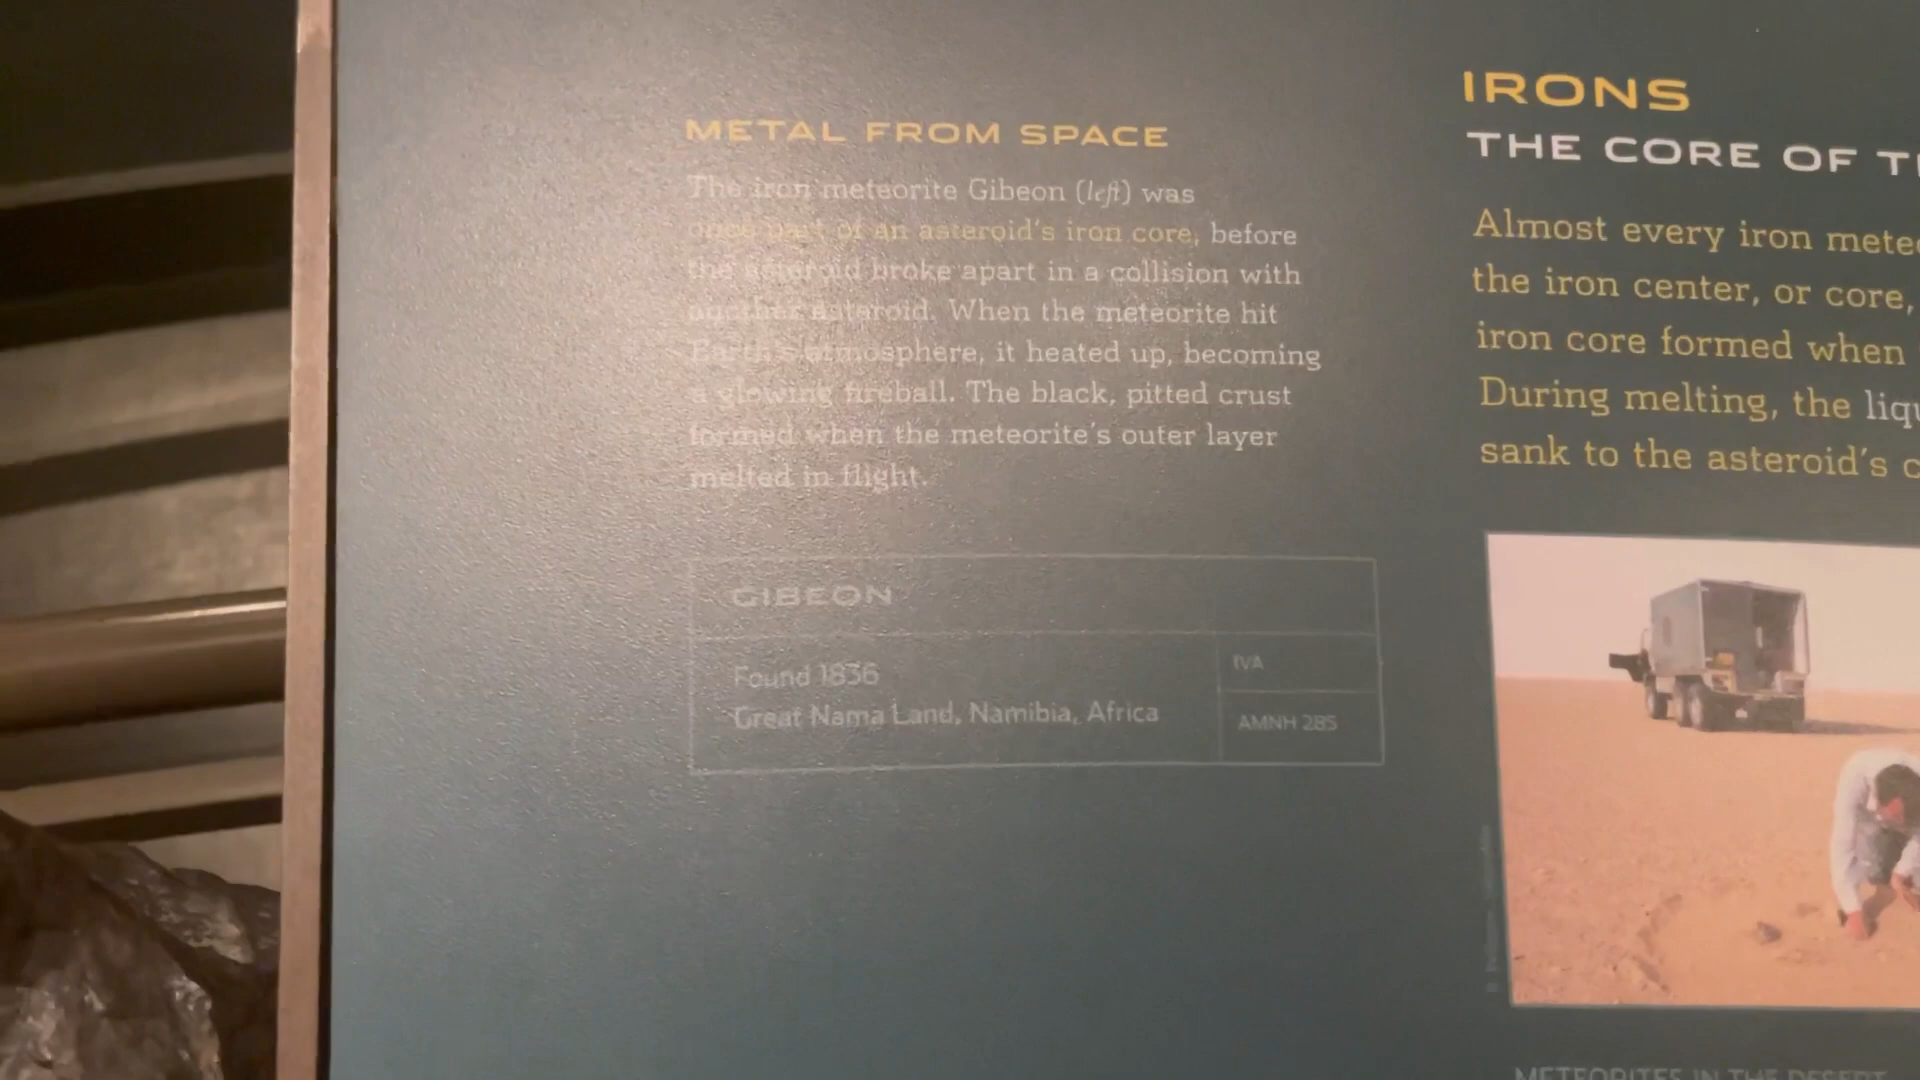 METAL FROM SPACE
The iron meteorite Gibeon (left) was
once part of an asteroid's iron core, before
the asteroid broke apart in a collision with
another asteroid. When the meteorite hit
Earth's atmosphere, it heated up, becoming
a glowing fireball. The black, pitted crust
formed when the meteorite's outer layer
melted in flight.
GIBEON
Found 1836
Great Nama Land, Namibia, Africa
IVA
AMNH 285
IRONS
THE CORE OF
Almost every iron
the iron center, or core,
iron core formed when
During melting, the
sank to the asteroid's
METEORITES IN THE DESERT